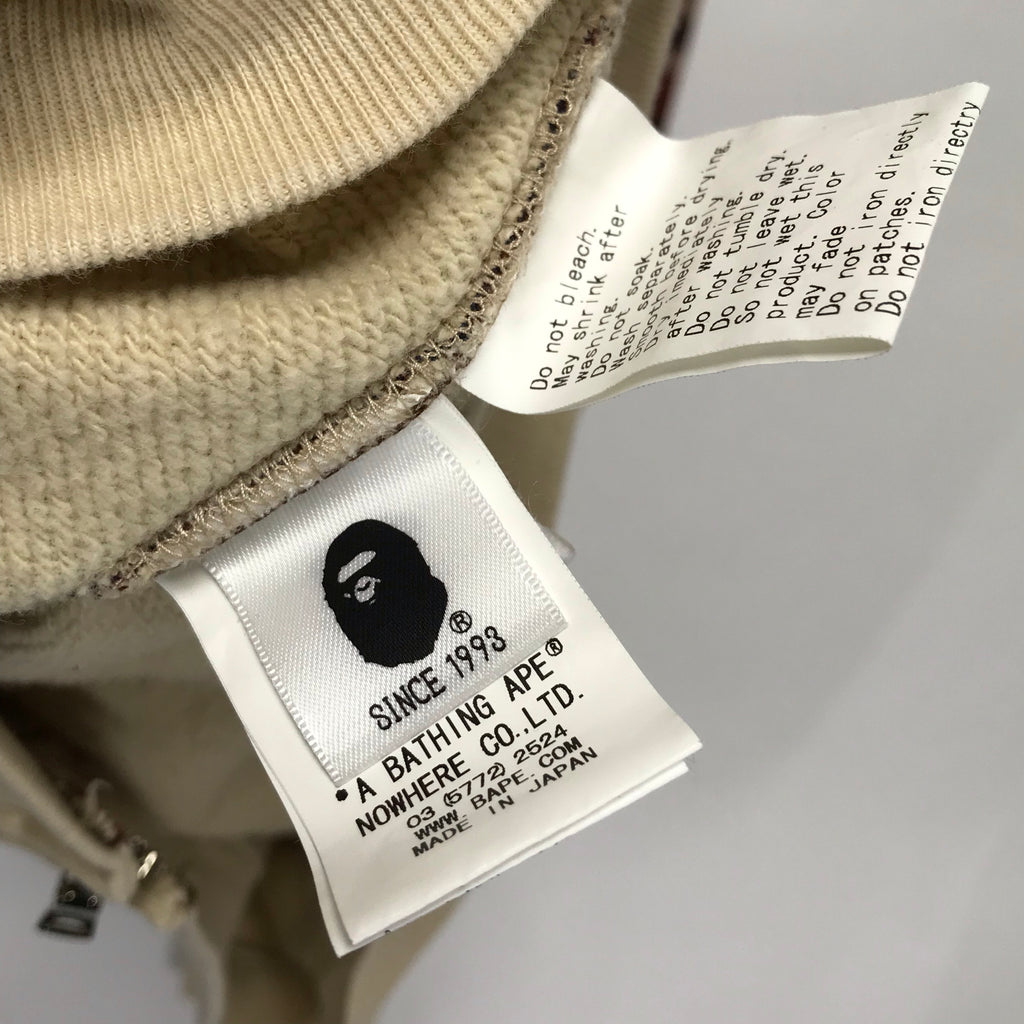 Do not bleach.
May shrink after
washing.
Do not soak.
Wash separately.
Smooth before drying.
Dry imediately
after washing.
Do not tumble dry.
So not leave wet.
product wet this
may fade Color
Do not iron directly
on patches.
Do not iron directry
®
SINCE 1993
A BATHING APE®
NOWHERE CO.,LTD.
03 (5772) 2524
WWW. BAPE. COM
MADE IN JAPAN